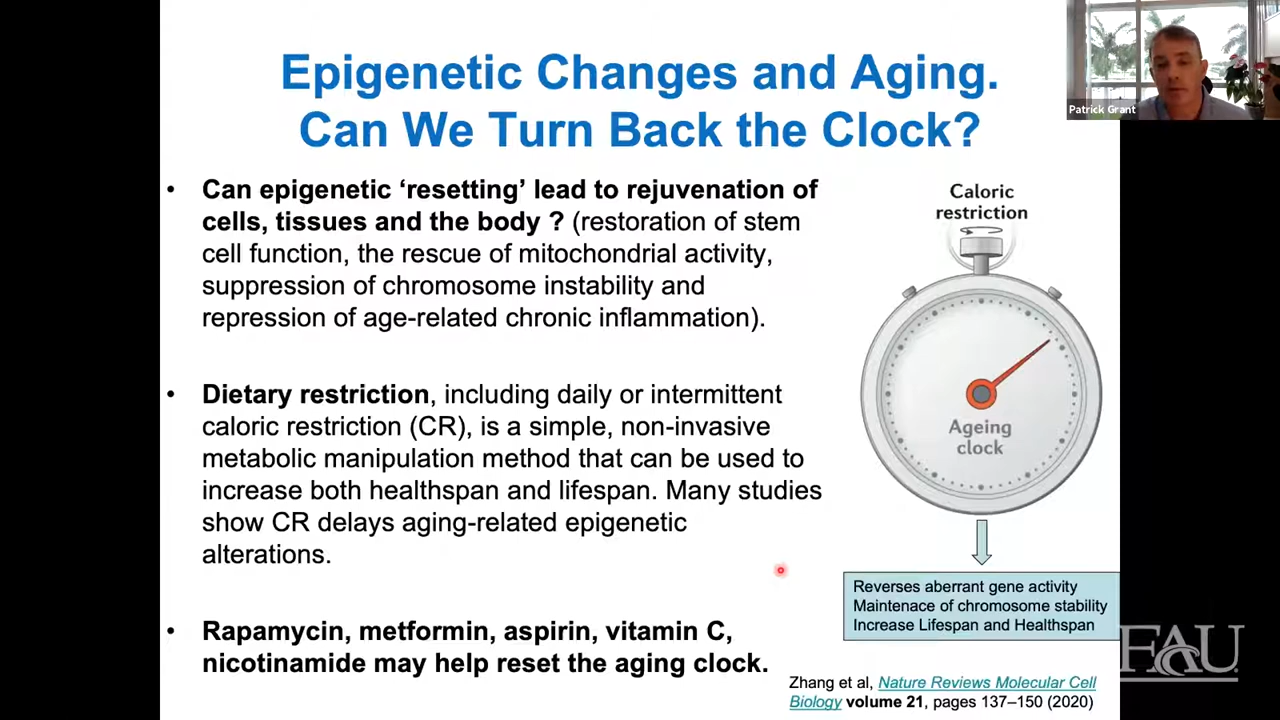 Epigenetic Changes and Aging.
Can We Turn Back the Clock?
Patrick Grant
• Can epigenetic ‘resetting’ lead to rejuvenation of
cells, tissues and the body ? (restoration of stem
cell function, the rescue of mitochondrial activity,
suppression of chromosome instability and
repression of age-related chronic inflammation).
• Dietary restriction, including daily or intermittent
caloric restriction (CR), is a simple, non-invasive
metabolic manipulation method that can be used to
increase both healthspan and lifespan. Many studies
show CR delays aging-related epigenetic
alterations.
• Rapamycin, metformin, aspirin, vitamin C,
nicotinamide may help reset the aging clock.
Caloric
restriction
Ageing
clock
Reverses aberrant gene activity
Maintenace of chromosome stability
Increase Lifespan and Healthspan
FAU
Zhang et al, Nature Reviews Molecular Cell
Biology volume 21, pages 137–150 (2020)